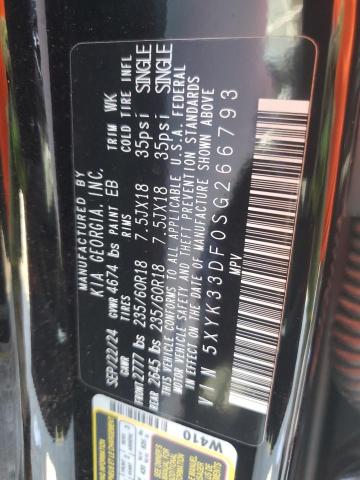 MANUFACTURED BY
KIA GEORGIA, INC.
SEP/22/24 GVWR 4674 lbs PAINT EB TRIM WK
GAWR TIRES RIMS COLD TIRE INFL
FRONT 2777 lbs 235/60R18 7.5JX18 35psi SINGLE
REAR 2645 lbs 235/60R18 7.5JX18 35psi SINGLE
THIS VEHICLE CONFORMS TO ALL APPLICABLE U.S.A. FEDERAL
MOTOR VEHICLE SAFETY AND THEFT PREVENTION STANDARDS
IN EFFECT ON THE DATE OF MANUFACTURE SHOWN ABOVE
VIN 5XYK33DF0SG266793
MPV
W410
ADDITIONAL
INFORMATION